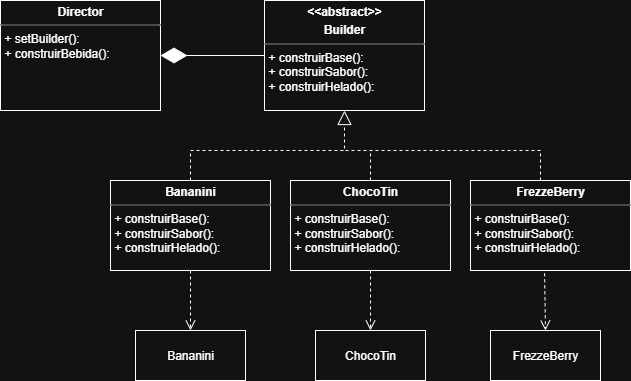 Director
+ setBuilder():
+ construirBebida():
<<abstract>>
Builder
+ construirBase():
+ construirSabor():
+ construirHelado():
Bananini
+ construirBase():
+ construirSabor():
+ construirHelado():
ChocoTin
+ construirBase():
+ construirSabor():
+ construirHelado():
FrezzeBerry
+ construirBase():
+ construirSabor():
+ construirHelado():
Bananini
ChocoTin
FrezzeBerry